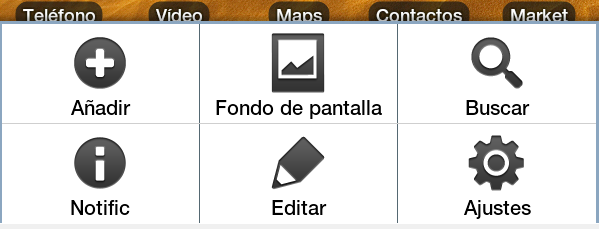 Teléfono Vídeo Maps Contactos Market
Añadir Fondo de pantalla Buscar
Notific Editar Ajustes